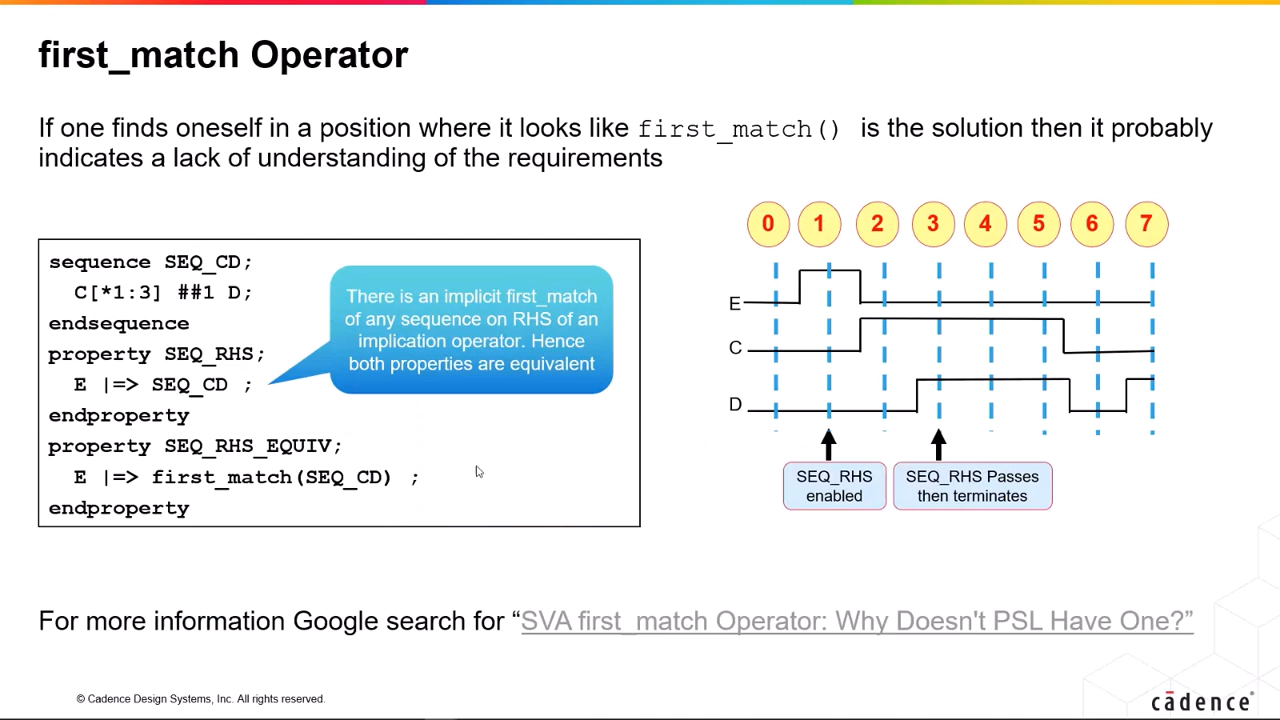 first_match Operator
If one finds oneself in a position where it looks like first_match() is the solution then it probably
indicates a lack of understanding of the requirements
sequence SEQ_CD;
C[*1:3] ##1 D;
endsequence
property SEQ_RHS;
E |=> SEQ_CD ;
endproperty
property SEQ_RHS_EQUIV;
E |=> first_match(SEQ_CD) ;
endproperty
There is an implicit first_match
of any sequence on RHS of an
implication operator. Hence
both properties are equivalent
0 1 2 3 4 5 6 7
E
C
D
SEQ_RHS
enabled
SEQ_RHS Passes
then terminates
For more information Google search for “SVA first_match Operator: Why Doesn't PSL Have One?”
© Cadence Design Systems, Inc. All rights reserved.
cādence®